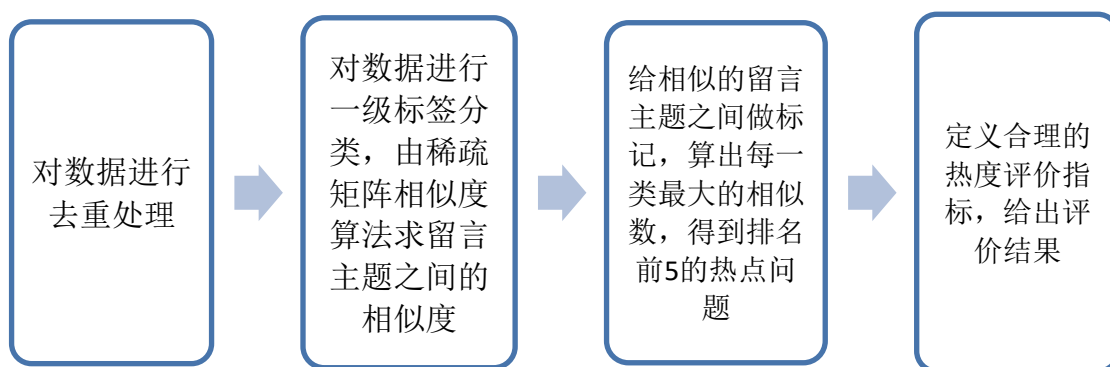 对数据进行
去重处理
对数据进行
一级标签分
类，由稀疏
矩阵相似度
算法求留言
主题之间的
相似度
给相似的留言
主题之间做标
记，算出每一
类最大的相似
数，得到排名
前5的热点问
题
定义合理的
热度评价指
标，给出评
价结果